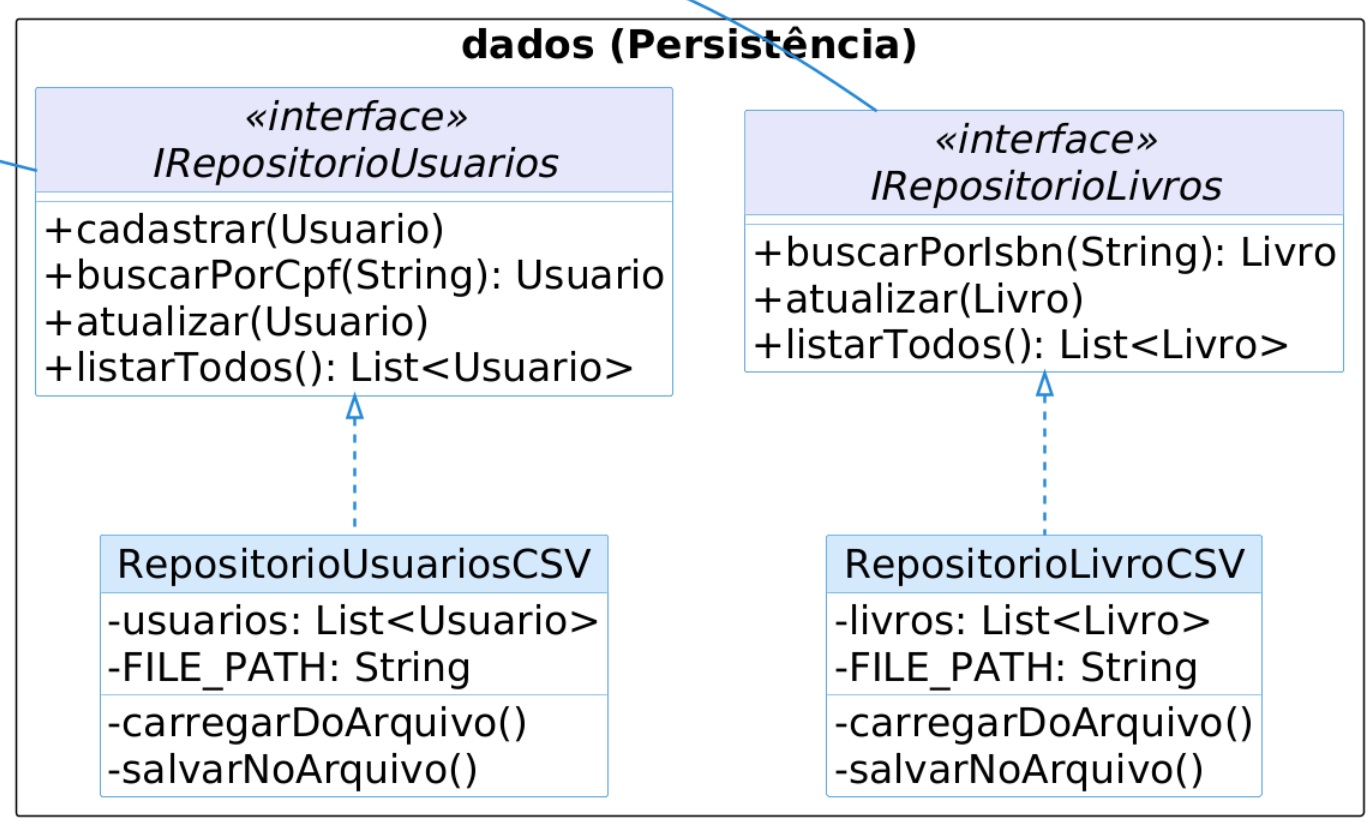 dados (Persistência)
«interface»
IRepositorioUsuarios
+cadastrar(Usuario)
+buscarPorCpf(String): Usuario
+atualizar(Usuario)
+listarTodos(): List<Usuario>
«interface»
IRepositorioLivros
+buscarPorIsbn(String): Livro
+atualizar(Livro)
+listarTodos(): List<Livro>
RepositorioUsuariosCSV
-usuarios: List<Usuario>
-FILE_PATH: String
-carregarDoArquivo()
-salvarNoArquivo()
RepositorioLivroCSV
-livros: List<Livro>
-FILE_PATH: String
-carregarDoArquivo()
-salvarNoArquivo()